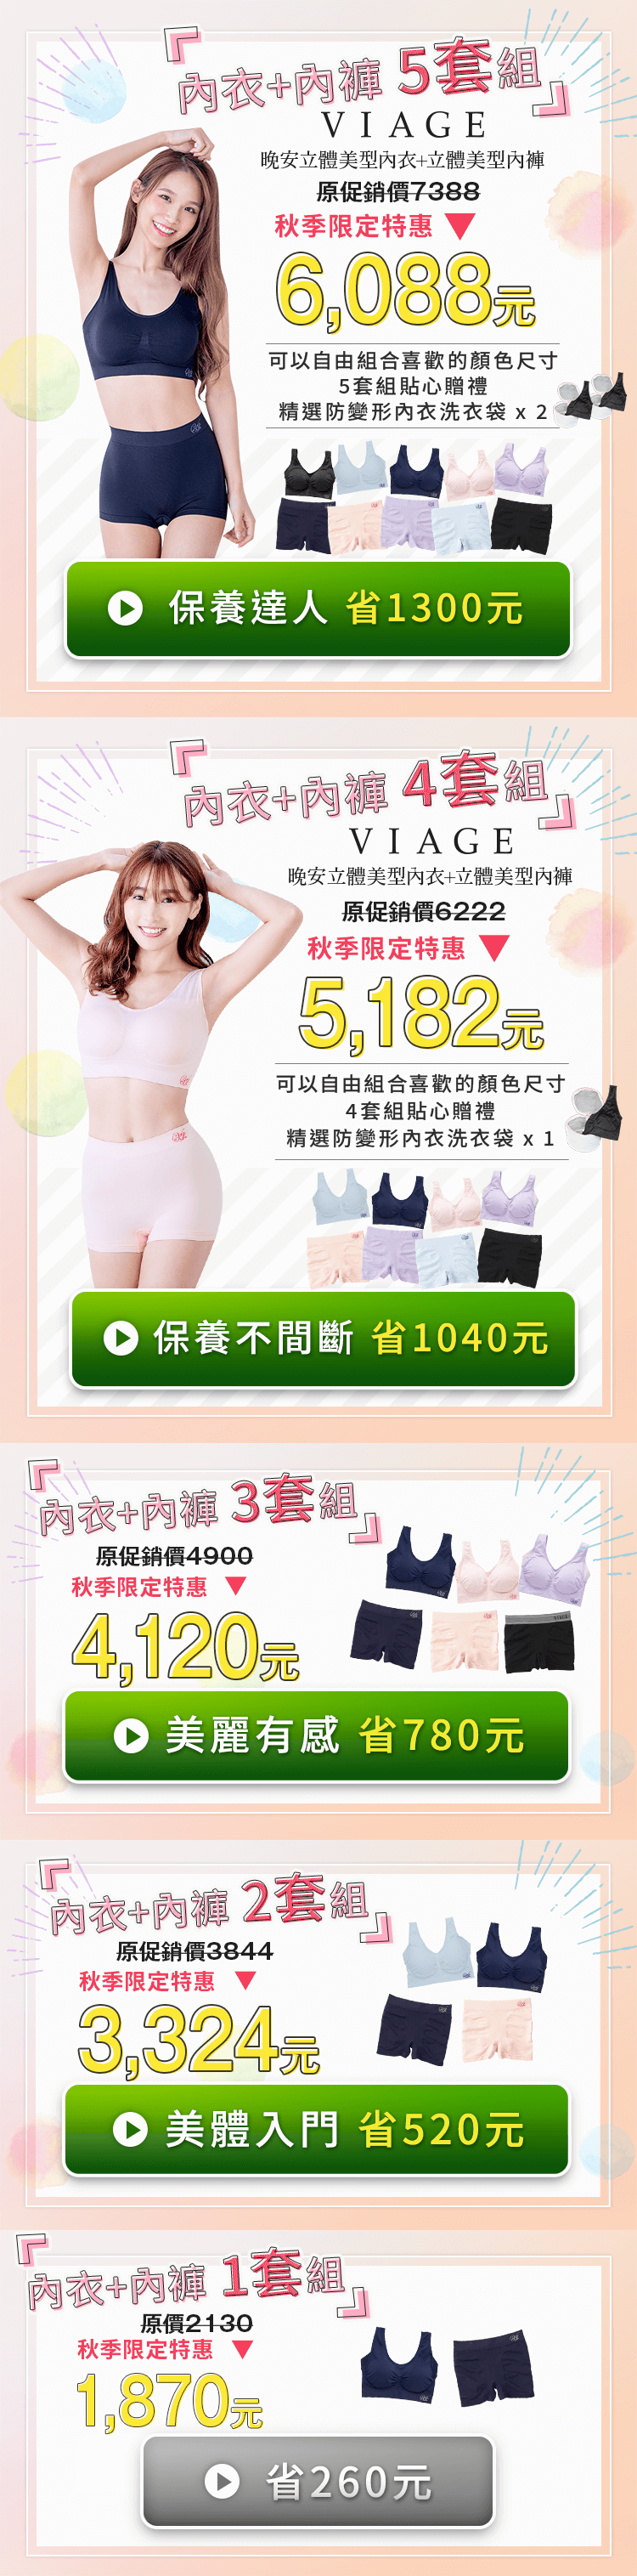 內衣+內褲 5套組
VIAGE
晚安立體美型內衣+立體美型內褲
原促銷價7388
秋季限定特惠
6,088元
可以自由組合喜歡的顏色尺寸
5套組貼心贈禮
精選防變形內衣洗衣袋 x 2
保養達人 省1300元
內衣+內褲 4套組
VIAGE
晚安立體美型內衣+立體美型內褲
原促銷價6222
秋季限定特惠
5,182元
可以自由組合喜歡的顏色尺寸
4套組貼心贈禮
精選防變形內衣洗衣袋 x 1
保養不間斷 省1040元
內衣+內褲 3套組
原促銷價4900
秋季限定特惠
4,120元
美麗有感 省780元
內衣+內褲 2套組
原促銷價3844
秋季限定特惠
3,324元
美體入門 省520元
內衣+內褲 1套組
原價2130
秋季限定特惠
1,870元
省260元